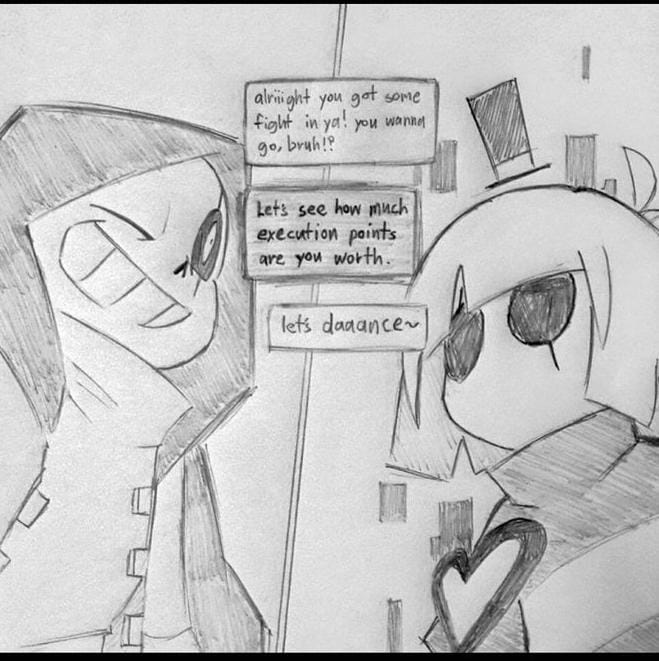 alriiight you got some
fight in ya! you wanna
go, bruh!?
Let's see how much
execution points
are you worth.
let's daaance~